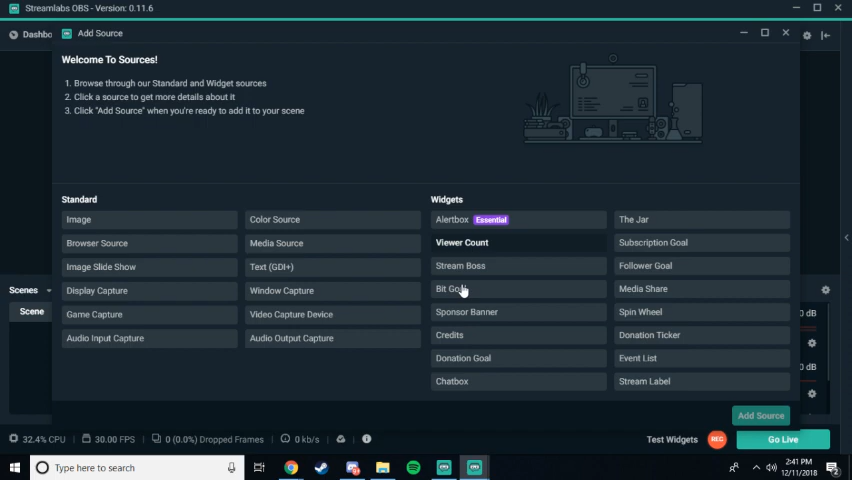 Streamlabs OBS - Version: 0.11.6
Dashbo
Add Source
Welcome To Sources!
1. Browse through our Standard and Widget sources
2. Click a source to get more details about it
3. Click "Add Source" when you're ready to add it to your scene
Standard
Image
Color Source
Browser Source
Media Source
Image Slide Show
Text (GDI+)
Display Capture
Window Capture
Game Capture
Video Capture Device
Audio Input Capture
Audio Output Capture
Widgets
Alertbox Essential
The Jar
Viewer Count
Subscription Goal
Stream Boss
Follower Goal
Bit Goal
Media Share
Sponsor Banner
Spin Wheel
Credits
Donation Ticker
Donation Goal
Event List
Chatbox
Stream Label
Add Source
Scenes
Scene
0 dB
0 dB
32.4% CPU
30.00 FPS
0 (0.0%) Dropped Frames
0 kb/s
Test Widgets
REC
Go Live
Type here to search
2:41 PM
12/11/2018
2